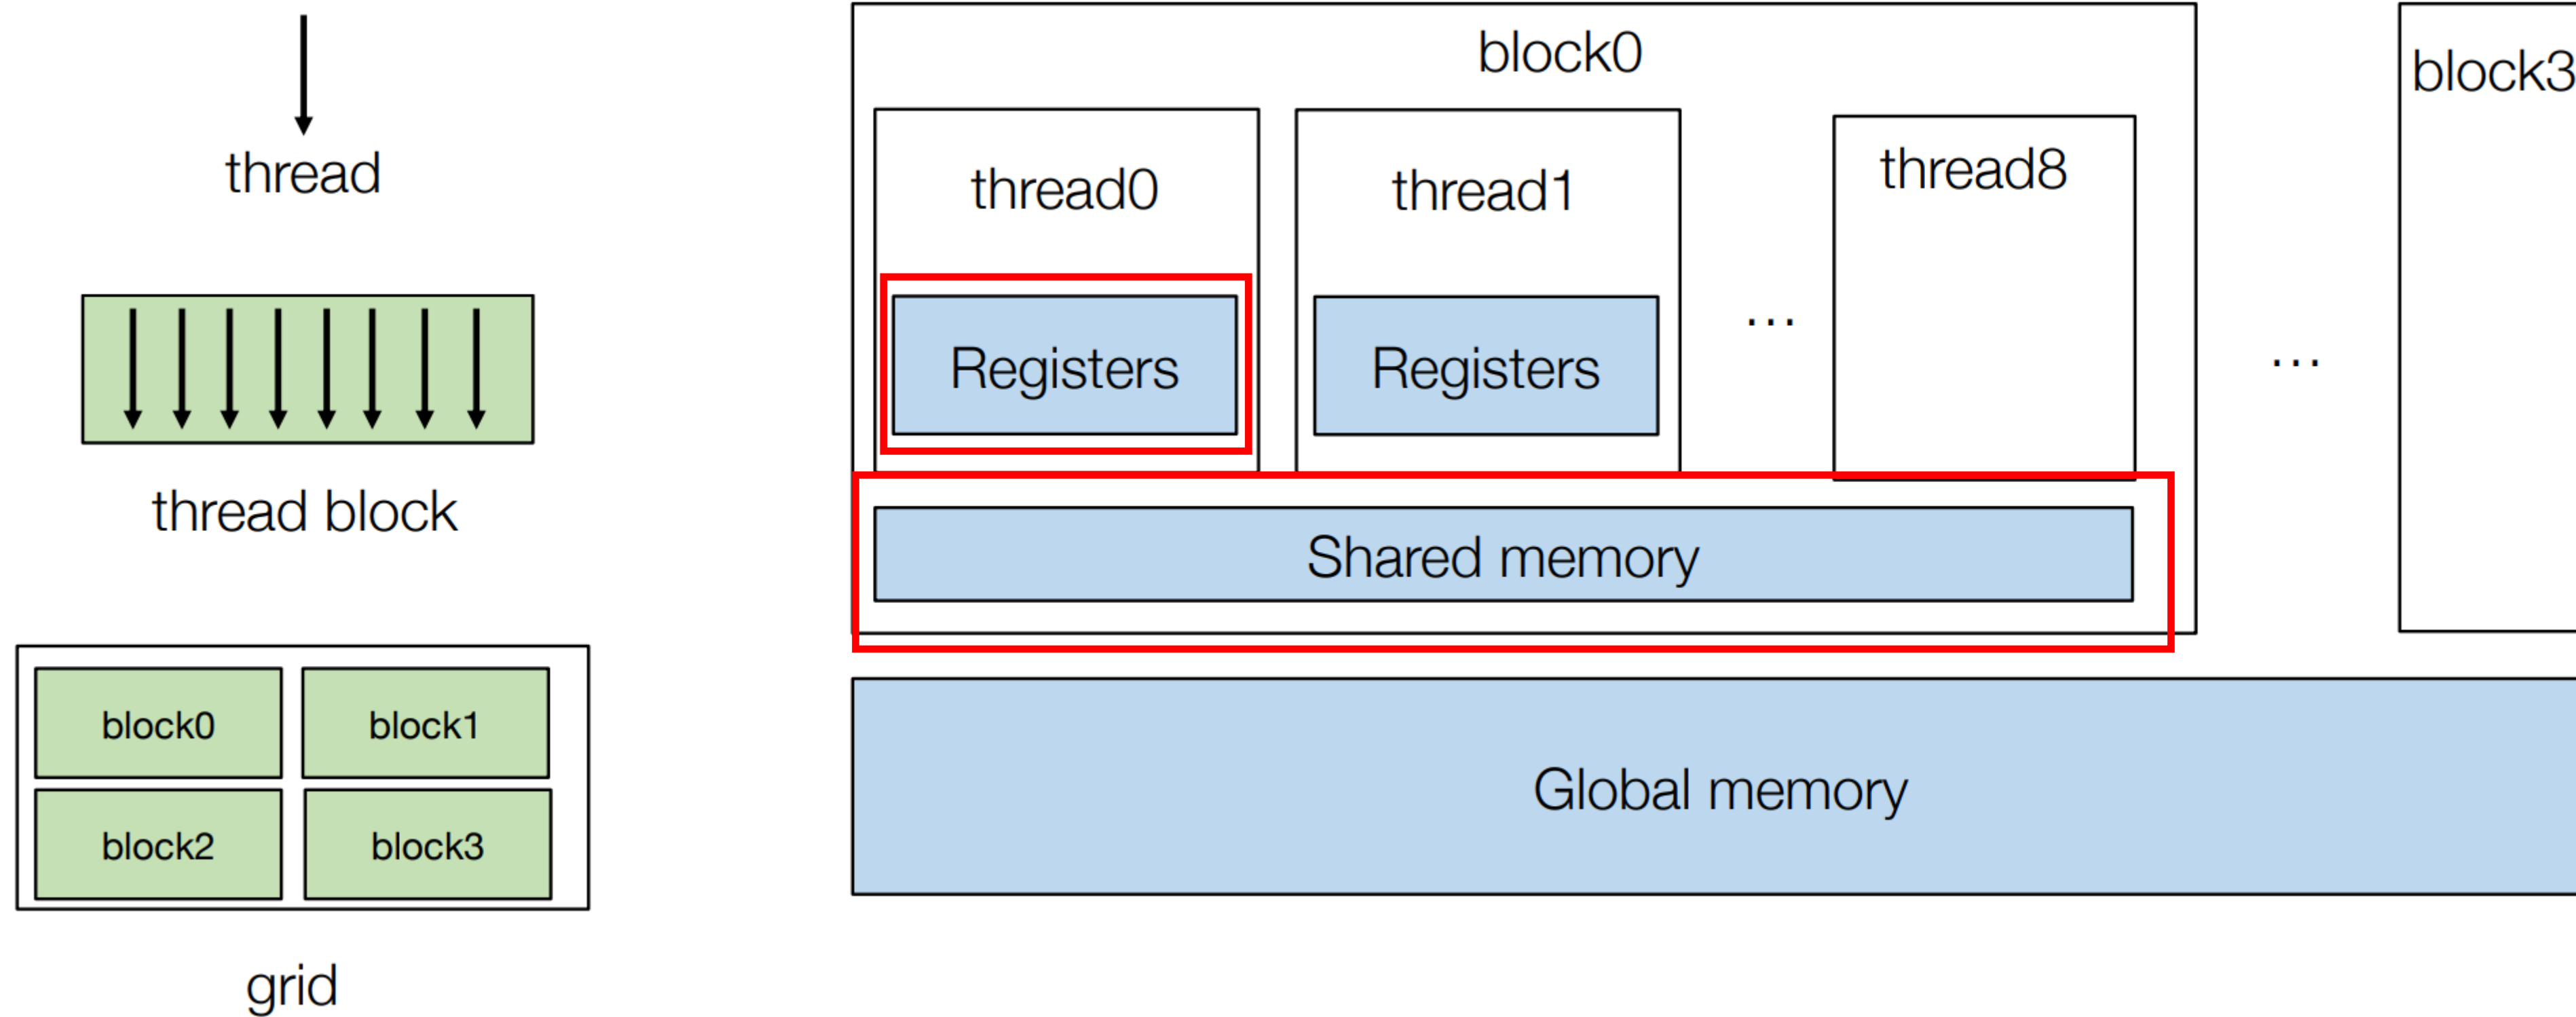 thread
thread block
block0
block1
block2
block3
grid
block0
thread0
thread1
thread8
Registers
Registers
...
Shared memory
...
block3
Global memory